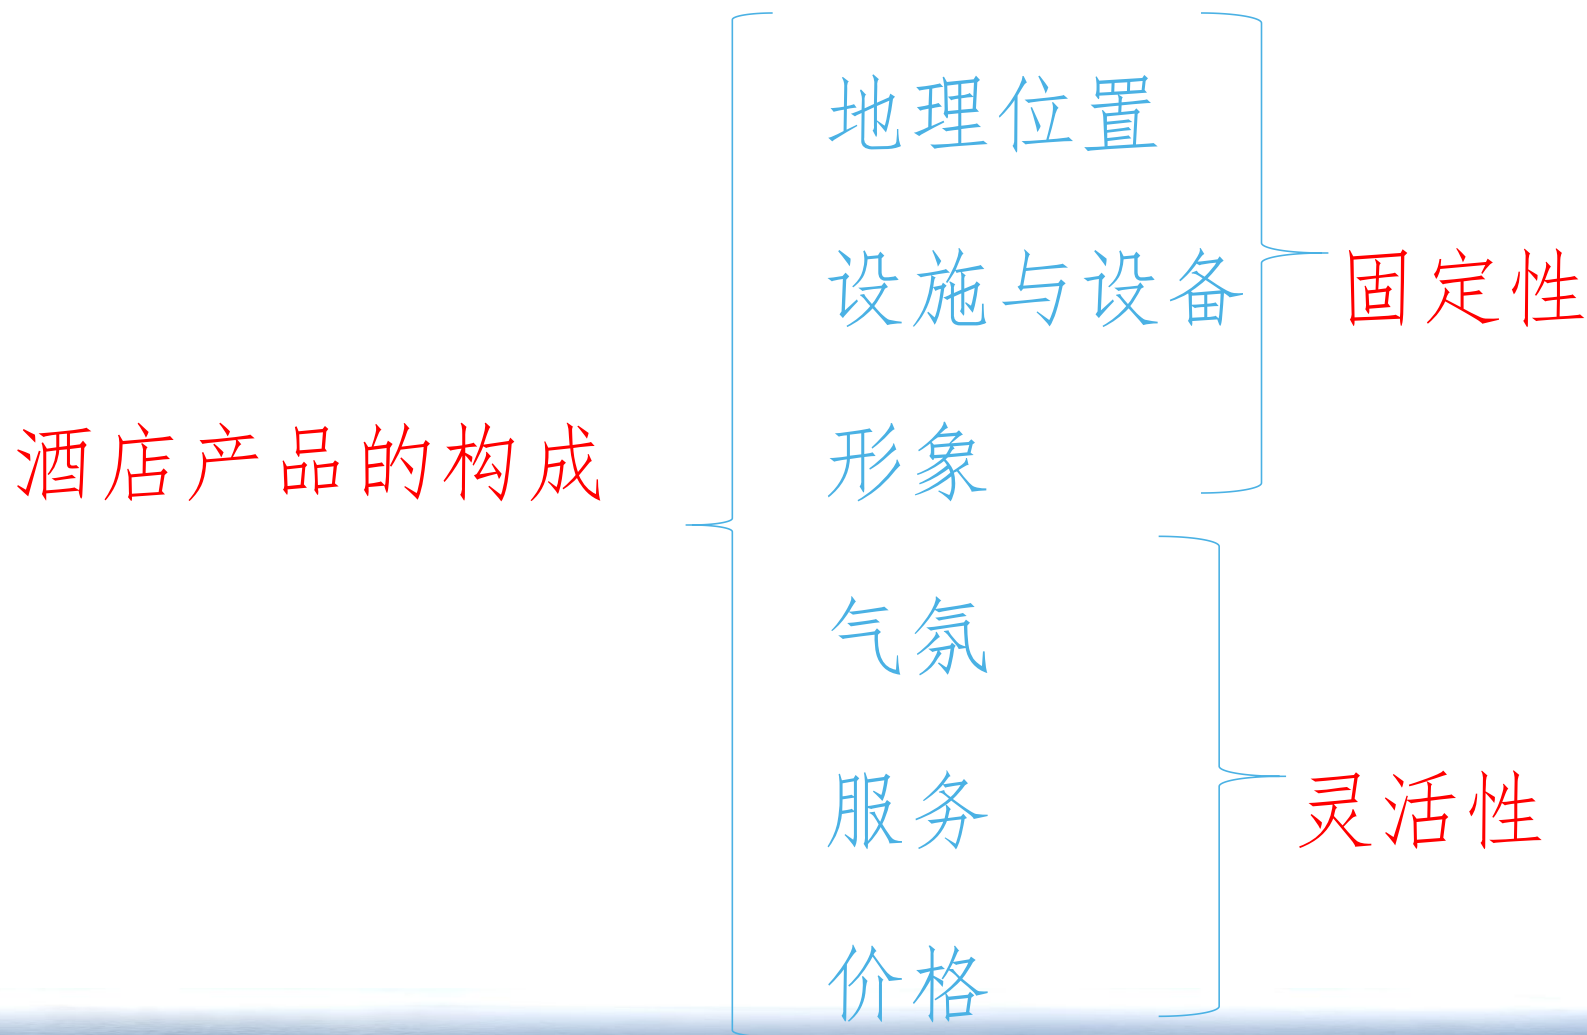 酒店产品的构成
地理位置
设施与设备
形象
气氛
服务
价格
固定性
灵活性